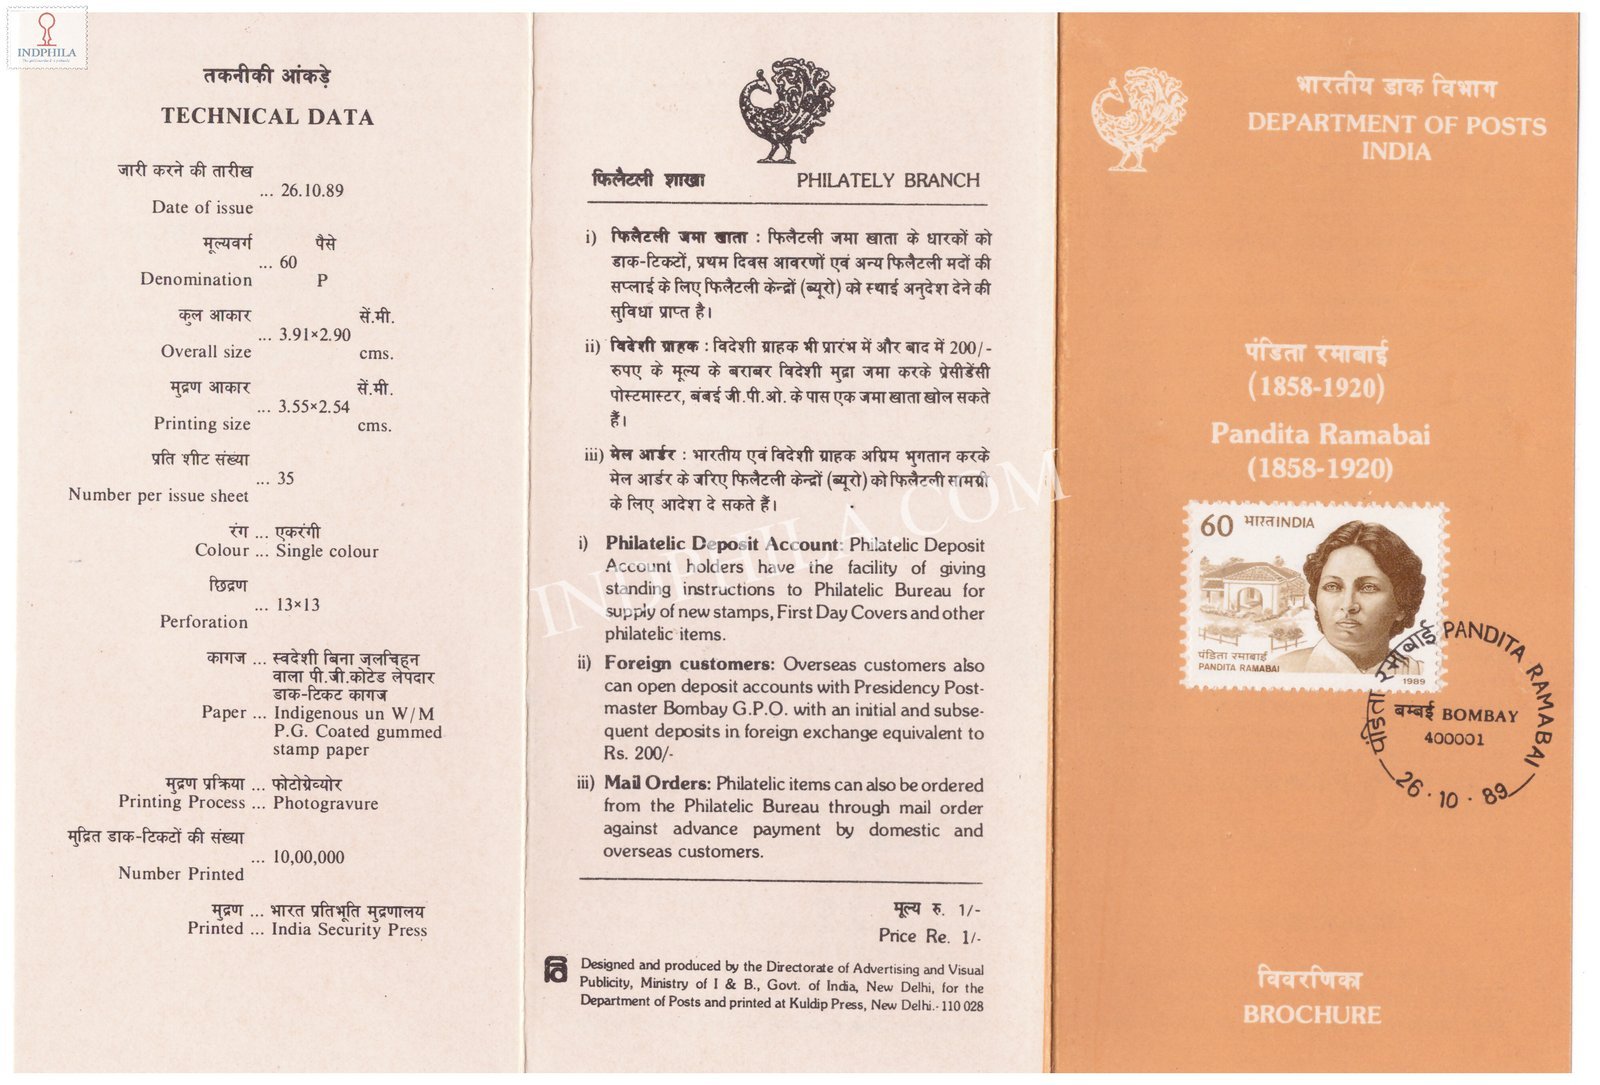 INDPHILA
तकनीकी आंकड़े
TECHNICAL DATA
जारी करने की तारीख
... 26.10.89
Date of issue
मूल्यवर्ग पैसे
... 60
Denomination P
कुल आकार सें.मी.
... 3.91×2.90
Overall size cms.
मुद्रण आकार सें.मी.
... 3.55×2.54
Printing size cms.
प्रति शीट संख्या
... 35
Number per issue sheet
रंग ... एकरंगी
Colour ... Single colour
छिद्रण
... 13×13
Perforation
कागज ... स्वदेशी बिना जलचिह्न
वाला पी.जी.कोटेड लेपदार
डाक-टिकट कागज
Paper ... Indigenous un W/M
P.G. Coated gummed
stamp paper
मुद्रण प्रक्रिया ... फोटोग्रेव्योर
Printing Process ... Photogravure
मुद्रित डाक-टिकटों की संख्या
... 10,00,000
Number Printed
मुद्रण ... भारत प्रतिभूति मुद्रणालय
Printed ... India Security Press
फिलैटली शाखा PHILATELY BRANCH
i) फिलैटली जमा खाता : फिलैटली जमा खाता के धारकों को
डाक-टिकटों, प्रथम दिवस आवरणों एवं अन्य फिलैटली मदों की
सप्लाई के लिए फिलैटली केन्द्रों (ब्यूरो) को स्थाई अनुदेश देने की
सुविधा प्राप्त है।
ii) विदेशी ग्राहक : विदेशी ग्राहक भी प्रारंभ में और बाद में 200/-
रुपए के मूल्य के बराबर विदेशी मुद्रा जमा करके प्रेसीडेंसी
पोस्टमास्टर, बंबई जी.पी.ओ. के पास एक जमा खाता खोल सकते
हैं।
iii) मेल आर्डर : भारतीय एवं विदेशी ग्राहक अग्रिम भुगतान करके
मेल आर्डर के जरिए फिलैटली केन्द्रों (ब्यूरो) को फिलैटली सामग्री
के लिए आदेश दे सकते हैं।
i) Philatelic Deposit Account: Philatelic Deposit
Account holders have the facility of giving
standing instructions to Philatelic Bureau for
supply of new stamps, First Day Covers and other
philatelic items.
ii) Foreign customers: Overseas customers also
can open deposit accounts with Presidency Post-
master Bombay G.P.O. with an initial and subse-
quent deposits in foreign exchange equivalent to
Rs. 200/-
iii) Mail Orders: Philatelic items can also be ordered
from the Philatelic Bureau through mail order
against advance payment by domestic and
overseas customers.
मूल्य रु. 1/-
Price Re. 1/-
Designed and produced by the Directorate of Advertising and Visual
Publicity, Ministry of I & B., Govt. of India, New Delhi, for the
Department of Posts and printed at Kuldip Press, New Delhi.- 110 028
INDPHILA.COM
भारतीय डाक विभाग
DEPARTMENT OF POSTS
INDIA
पंडिता रमाबाई
(1858-1920)
Pandita Ramabai
(1858-1920)
60 भारत INDIA
पंडिता रमाबाई
PANDITA RAMABAI
1989
पंडिता रमाबाई PANDITA RAMABAI
बम्बई BOMBAY
400001
26.10.89
विवरणिका
BROCHURE